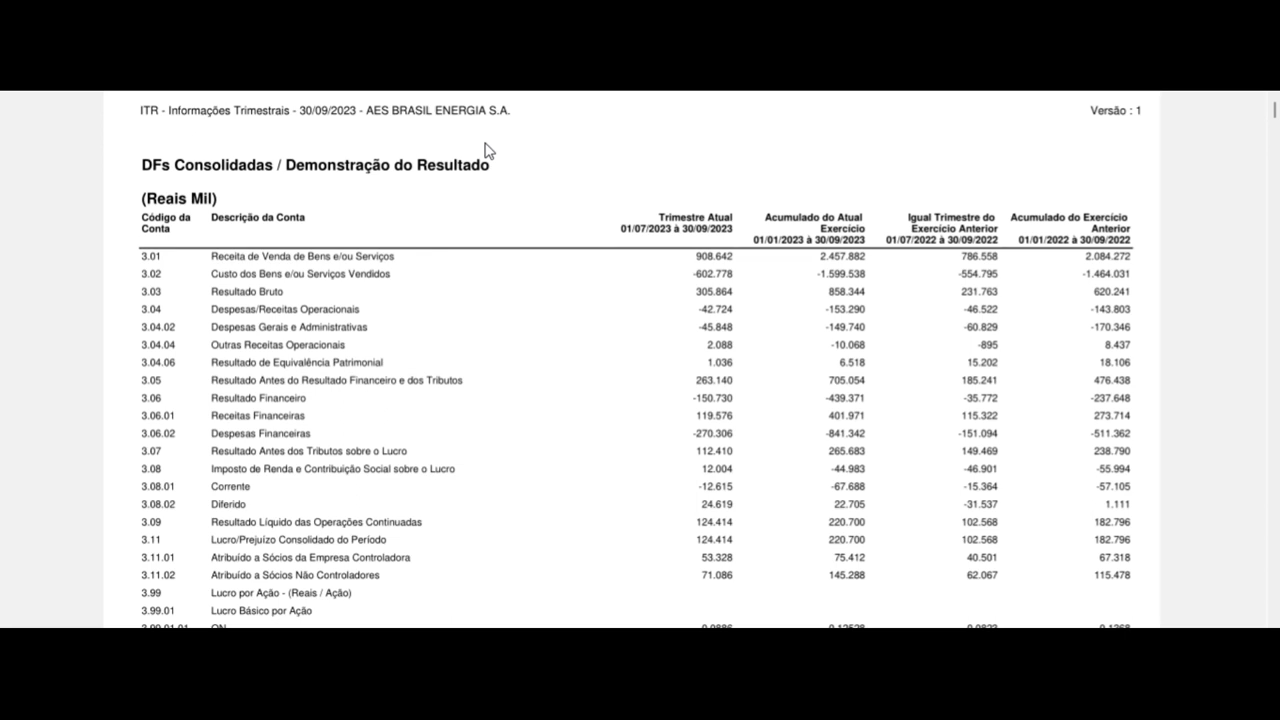 ITR - Informações Trimestrais - 30/09/2023 - AES BRASIL ENERGIA S.A. Versão : 1
DFs Consolidadas / Demonstração do Resultado
(Reais Mil)
Código da Conta Descrição da Conta Trimestre Atual 01/07/2023 à 30/09/2023 Acumulado do Atual Exercício 01/01/2023 à 30/09/2023 Igual Trimestre do Exercício Anterior 01/07/2022 à 30/09/2022 Acumulado do Exercício Anterior 01/01/2022 à 30/09/2022
3.01 Receita de Venda de Bens e/ou Serviços 908.642 2.457.882 786.558 2.084.272
3.02 Custo dos Bens e/ou Serviços Vendidos -602.778 -1.599.538 -554.795 -1.464.031
3.03 Resultado Bruto 305.864 858.344 231.763 620.241
3.04 Despesas/Receitas Operacionais -42.724 -153.290 -46.522 -143.803
3.04.02 Despesas Gerais e Administrativas -45.848 -149.740 -60.829 -170.346
3.04.04 Outras Receitas Operacionais 2.088 -10.068 -895 8.437
3.04.06 Resultado de Equivalência Patrimonial 1.036 6.518 15.202 18.106
3.05 Resultado Antes do Resultado Financeiro e dos Tributos 263.140 705.054 185.241 476.438
3.06 Resultado Financeiro -150.730 -439.371 -35.772 -237.648
3.06.01 Receitas Financeiras 119.576 401.971 115.322 273.714
3.06.02 Despesas Financeiras -270.306 -841.342 -151.094 -511.362
3.07 Resultado Antes dos Tributos sobre o Lucro 112.410 265.683 149.469 238.790
3.08 Imposto de Renda e Contribuição Social sobre o Lucro 12.004 -44.983 -46.901 -55.994
3.08.01 Corrente -12.615 -67.688 -15.364 -57.105
3.08.02 Diferido 24.619 22.705 -31.537 1.111
3.09 Resultado Líquido das Operações Continuadas 124.414 220.700 102.568 182.796
3.11 Lucro/Prejuízo Consolidado do Período 124.414 220.700 102.568 182.796
3.11.01 Atribuído a Sócios da Empresa Controladora 53.328 75.412 40.501 67.318
3.11.02 Atribuído a Sócios Não Controladores 71.086 145.288 62.067 115.478
3.99 Lucro por Ação - (Reais / Ação)
3.99.01 Lucro Básico por Ação